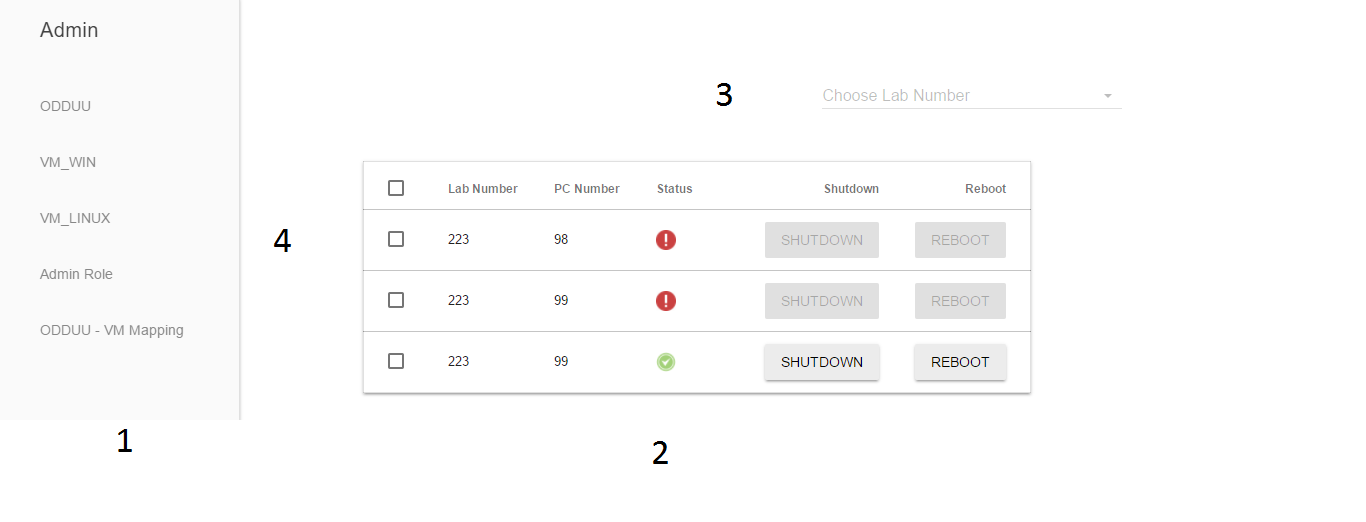 Admin
ODDUU
VM_WIN
VM_LINUX
Admin Role
ODDUU - VM Mapping
1
3
Choose Lab Number
4
Lab Number PC Number Status Shutdown Reboot
223 98 SHUTDOWN REBOOT
223 99 SHUTDOWN REBOOT
223 99 SHUTDOWN REBOOT
2